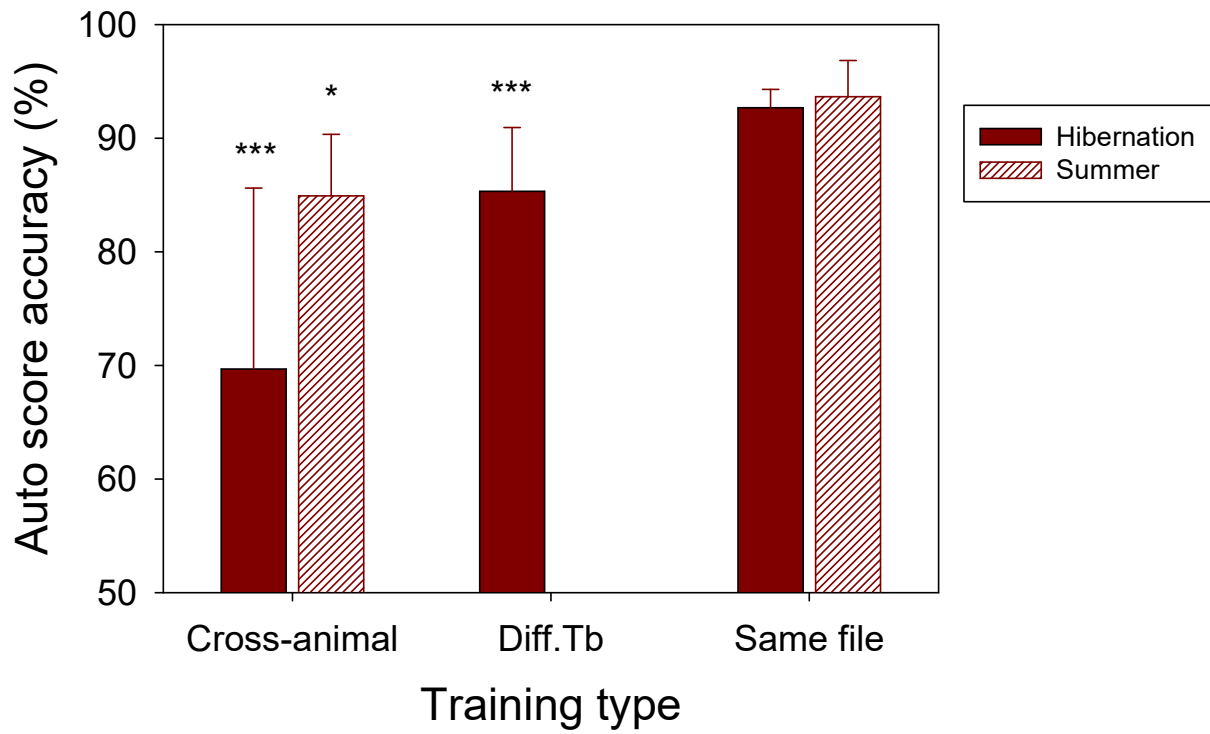 Auto score accuracy (%)
100
90
80
70
60
50
***
*
***
Hibernation
Summer
Cross-animal
Diff.Tb
Same file
Training type